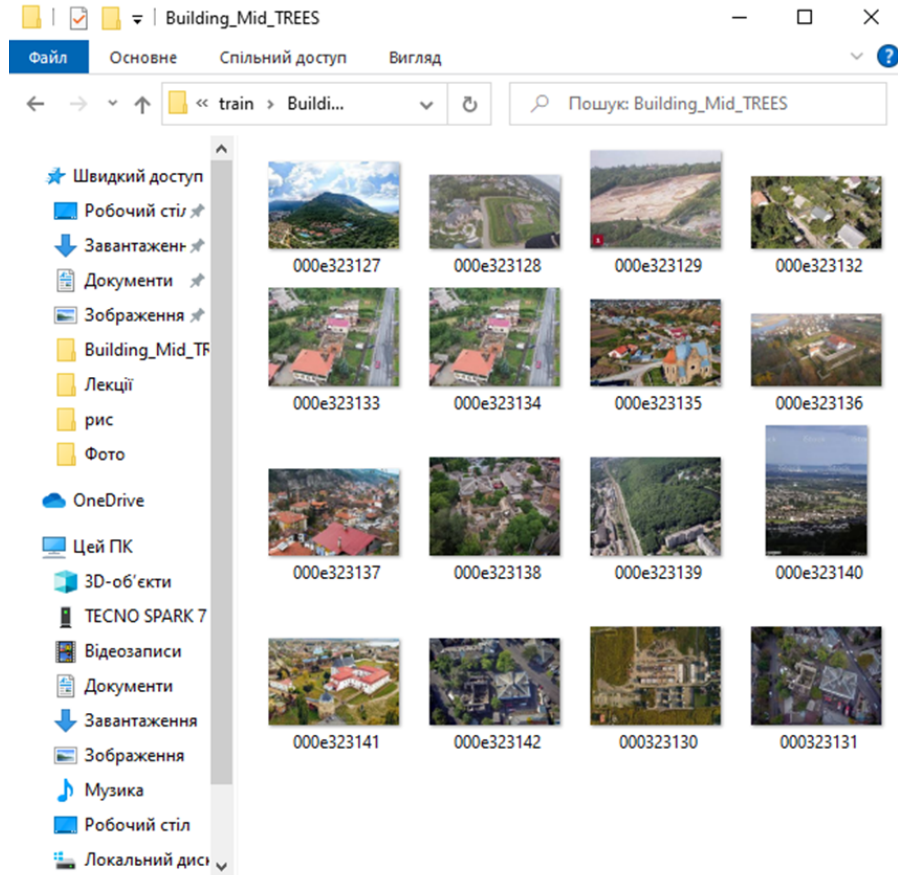 Building_Mid_TREES
Файл Основне Спільний доступ Вигляд
« train › Buildi... Пошук: Building_Mid_TREES
Швидкий доступ
Робочий стіл
Завантаженн
Документи
Зображення
Building_Mid_TR
Лекції
рис
Фото
OneDrive
Цей ПК
3D-об'єкти
TECNO SPARK 7
Відеозаписи
Документи
Завантаження
Зображення
Музика
Робочий стіл
Локальний диск
000e323127 000e323128 000e323129 000e323132
000e323133 000e323134 000e323135 000e323136
000e323137 000e323138 000e323139 000e323140
000e323141 000e323142 000323130 000323131